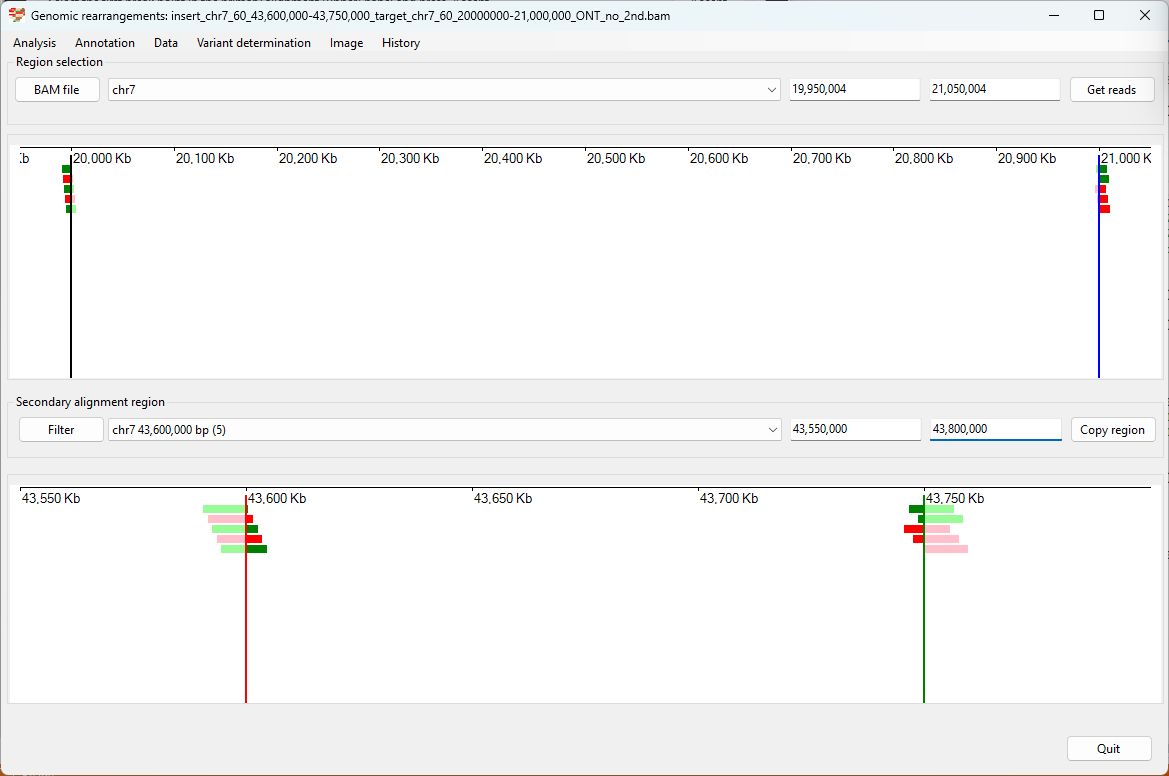 Genomic rearrangements: insert_chr7_60_43,600,000-43,750,000_target_chr7_60_20000000-21,000,000_ONT_no_2nd.bam
Analysis Annotation Data Variant determination Image History
Region selection
BAM file chr7 19,950,004 21,050,004 Get reads
20,000 Kb 20,100 Kb 20,200 Kb 20,300 Kb 20,400 Kb 20,500 Kb 20,600 Kb 20,700 Kb 20,800 Kb 20,900 Kb 21,000 K
Secondary alignment region
Filter chr7 43,600,000 bp (5) 43,550,000 43,800,000 Copy region
43,550 Kb 43,600 Kb 43,650 Kb 43,700 Kb 43,750 Kb
Quit